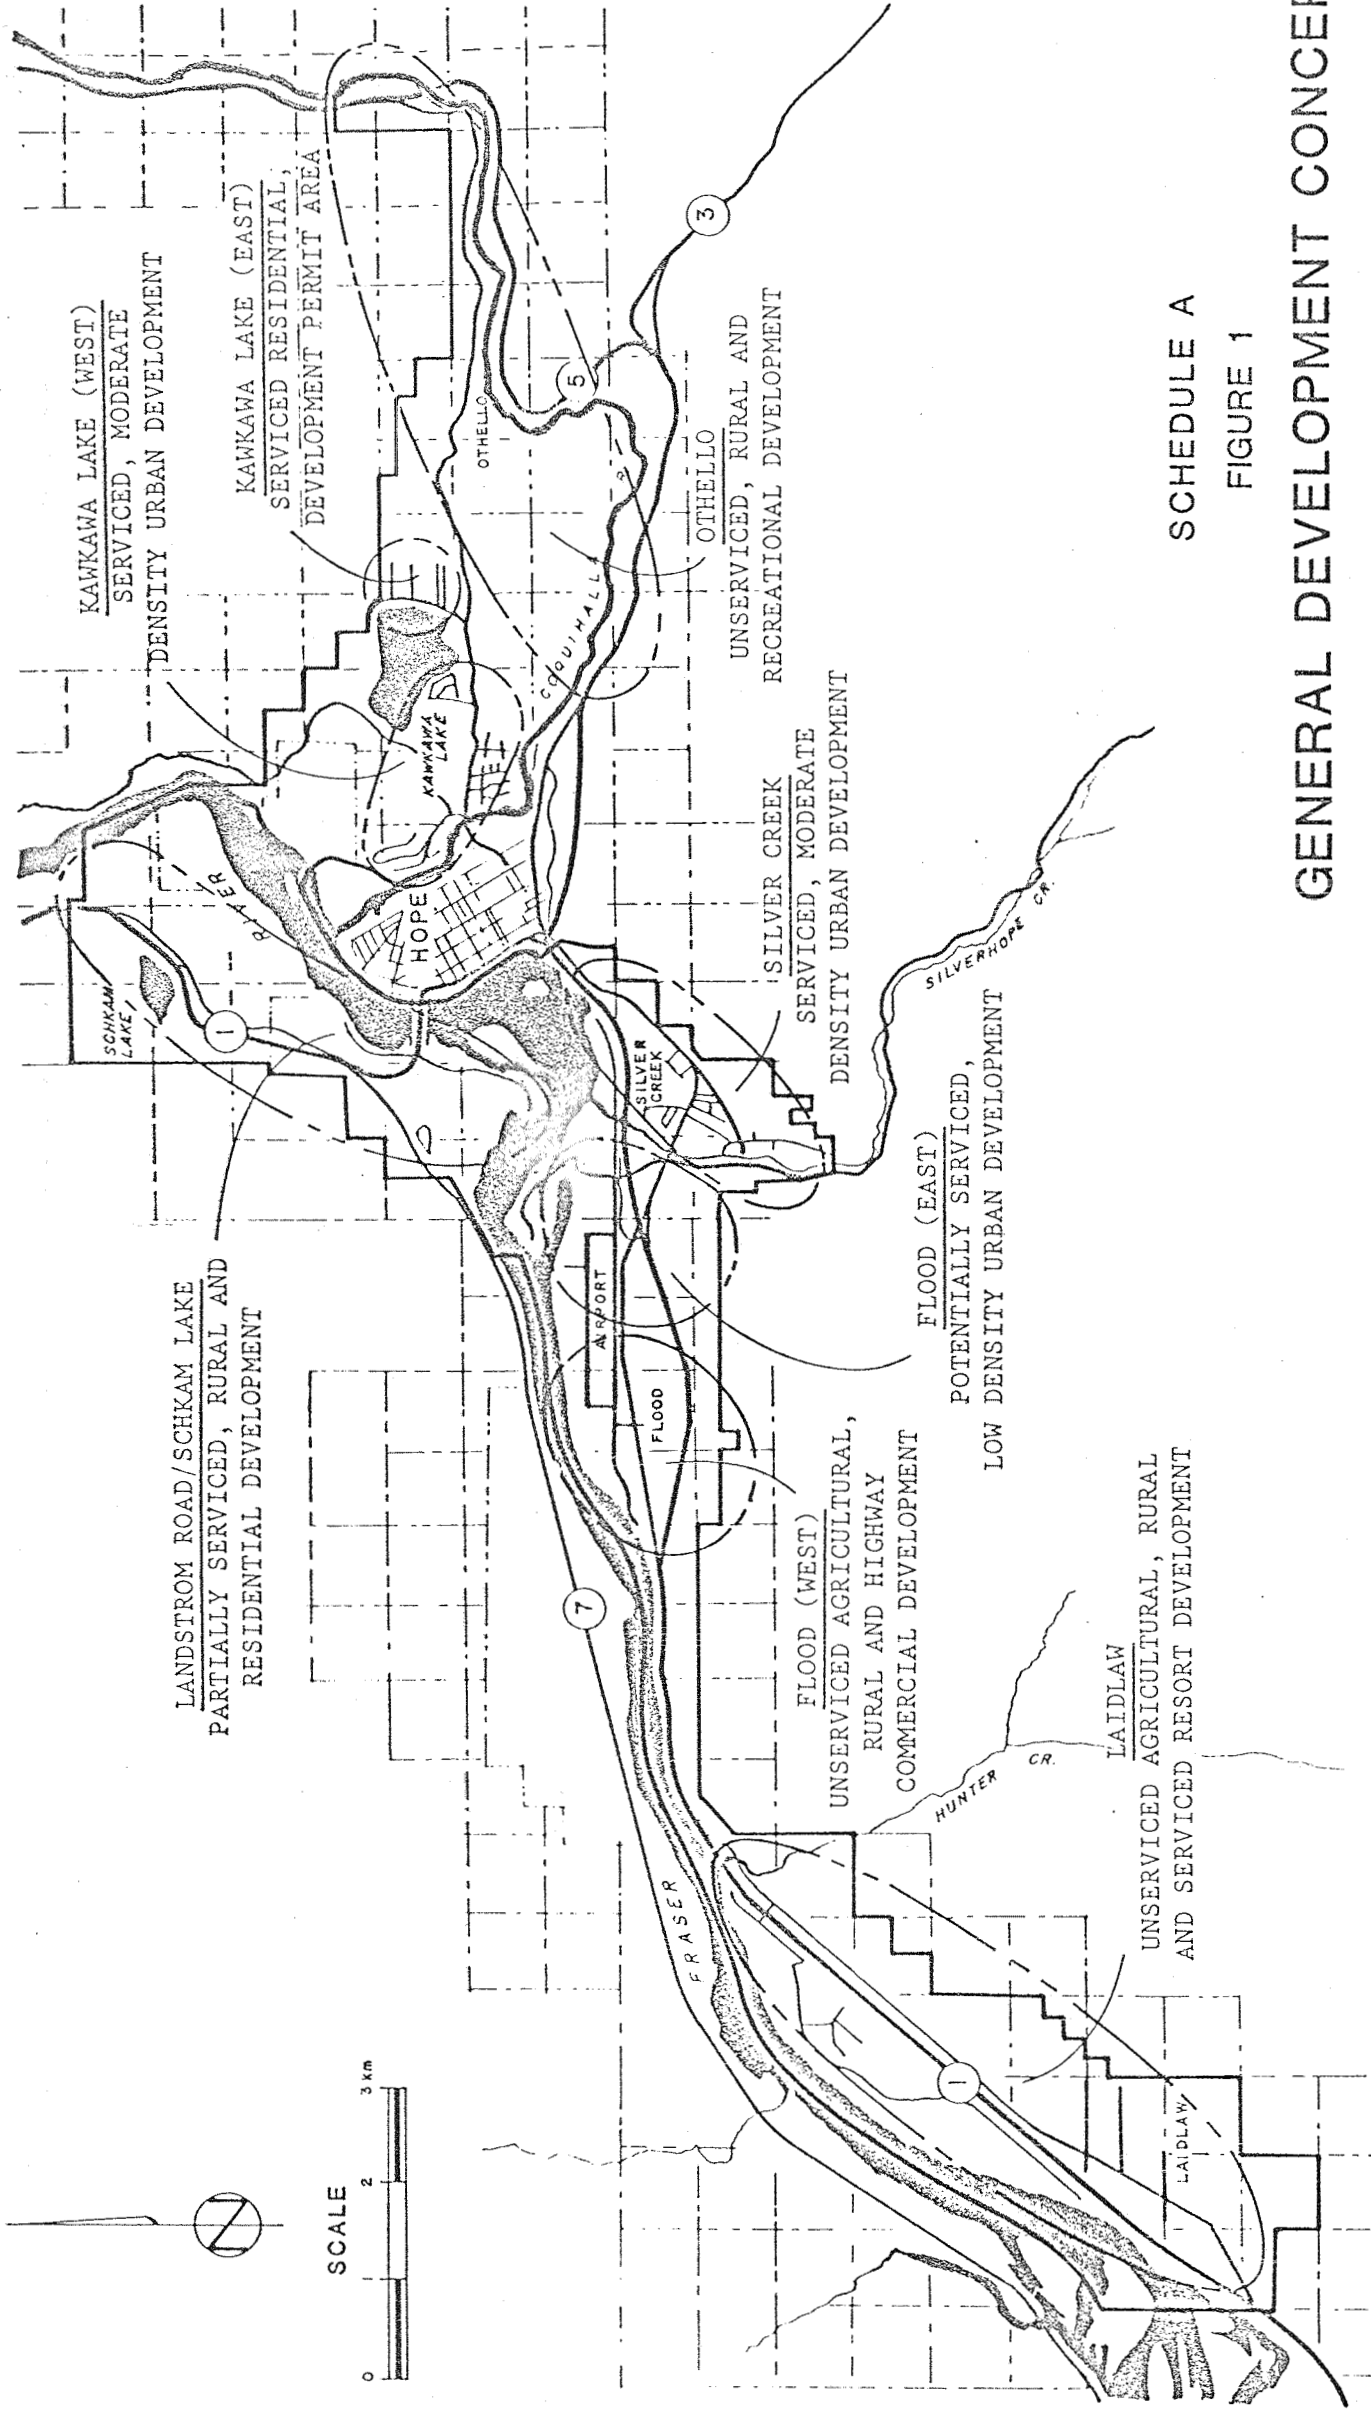 KAWKAWA LAKE (WEST)
SERVICED, MODERATE
DENSITY URBAN DEVELOPMENT
KAWKAWA LAKE (EAST)
SERVICED RESIDENTIAL,
DEVELOPMENT PERMIT AREA
LANDSTROM ROAD/SCHKAM LAKE
PARTIALLY SERVICED, RURAL AND
RESIDENTIAL DEVELOPMENT
SCHKAM
LAKE
1
RIVER
HOPE
KAWKAWA
LAKE
OTHELLO
5
3
COQUIHALLA
R
OTHELLO
UNSERVICED, RURAL AND
RECREATIONAL DEVELOPMENT
SILVER CREEK
SERVICED, MODERATE
DENSITY URBAN DEVELOPMENT
SILVER
CREEK
SILVERHOPE CR.
AIRPORT
FLOOD
7
FLOOD (EAST)
POTENTIALLY SERVICED,
LOW DENSITY URBAN DEVELOPMENT
FLOOD (WEST)
UNSERVICED AGRICULTURAL,
RURAL AND HIGHWAY
COMMERCIAL DEVELOPMENT
HUNTER CR.
FRASER
LAIDLAW
UNSERVICED AGRICULTURAL, RURAL
AND SERVICED RESORT DEVELOPMENT
1
LAIDLAW
N
SCALE
0 1 2 3 km
SCHEDULE A
FIGURE 1
GENERAL DEVELOPMENT CONCE